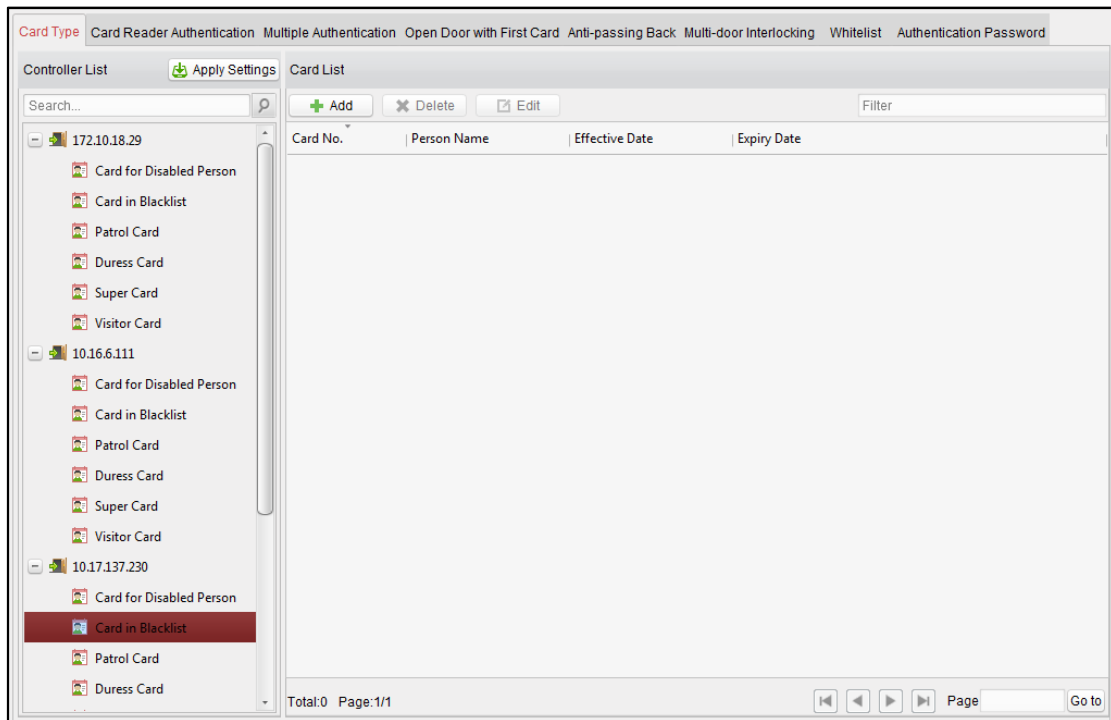 Card Type Card Reader Authentication Multiple Authentication Open Door with First Card Anti-passing Back Multi-door Interlocking Whitelist Authentication Password
Controller List Apply Settings Card List
Search... Add Delete Edit Filter
Card No. Person Name Effective Date Expiry Date
172.10.18.29
Card for Disabled Person
Card in Blacklist
Patrol Card
Duress Card
Super Card
Visitor Card
10.16.6.111
Card for Disabled Person
Card in Blacklist
Patrol Card
Duress Card
Super Card
Visitor Card
10.17.137.230
Card for Disabled Person
Card in Blacklist
Patrol Card
Duress Card
Total:0 Page:1/1 Page Go to